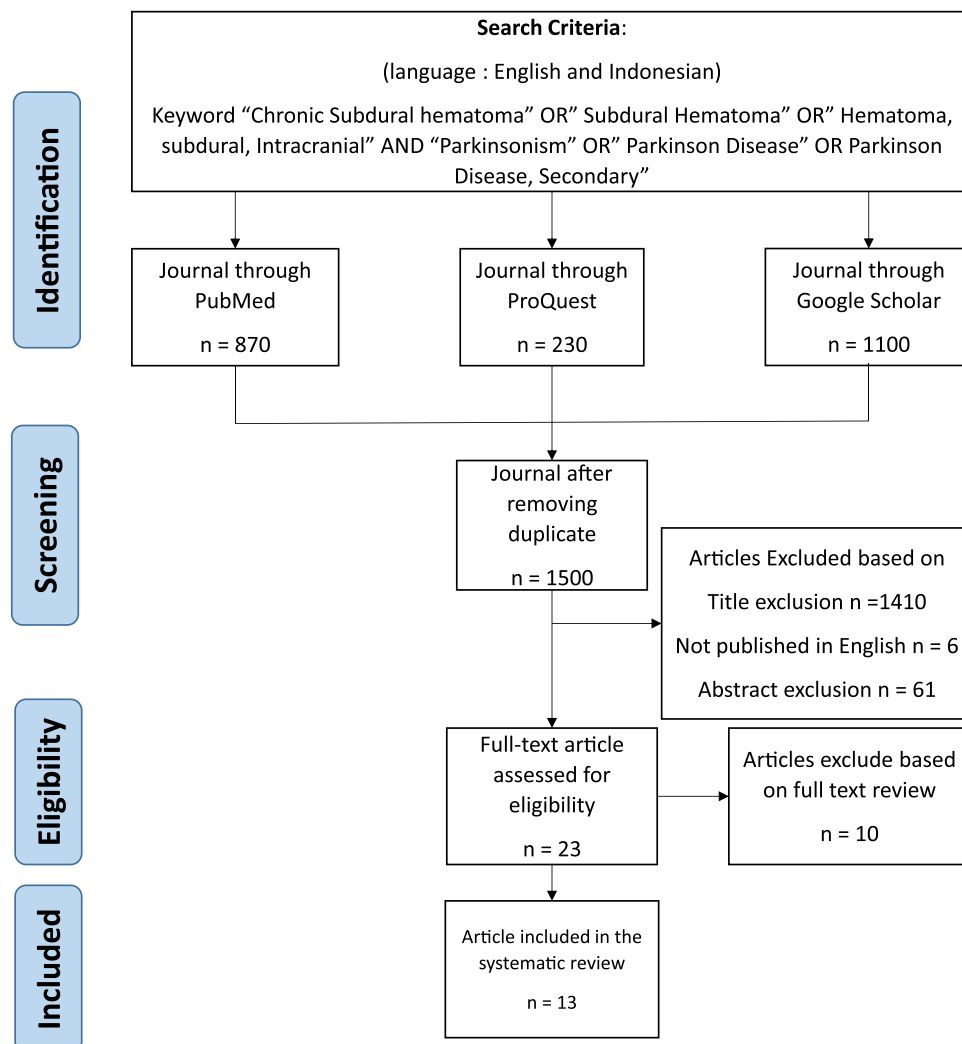 Search Criteria:
(language : English and Indonesian)
Keyword “Chronic Subdural hematoma” OR” Subdural Hematoma” OR” Hematoma,
subdural, Intracranial” AND “Parkinsonism” OR” Parkinson Disease” OR Parkinson
Disease, Secondary”
Identification
Journal through
PubMed
n = 870
Journal through
ProQuest
n = 230
Journal through
Google Scholar
n = 1100
Screening
Journal after
removing
duplicate
n = 1500
Articles Excluded based on
Title exclusion n =1410
Not published in English n = 6
Abstract exclusion n = 61
Eligibility
Full-text article
assessed for
eligibility
n = 23
Articles exclude based
on full text review
n = 10
Included
Article included in the
systematic review
n = 13